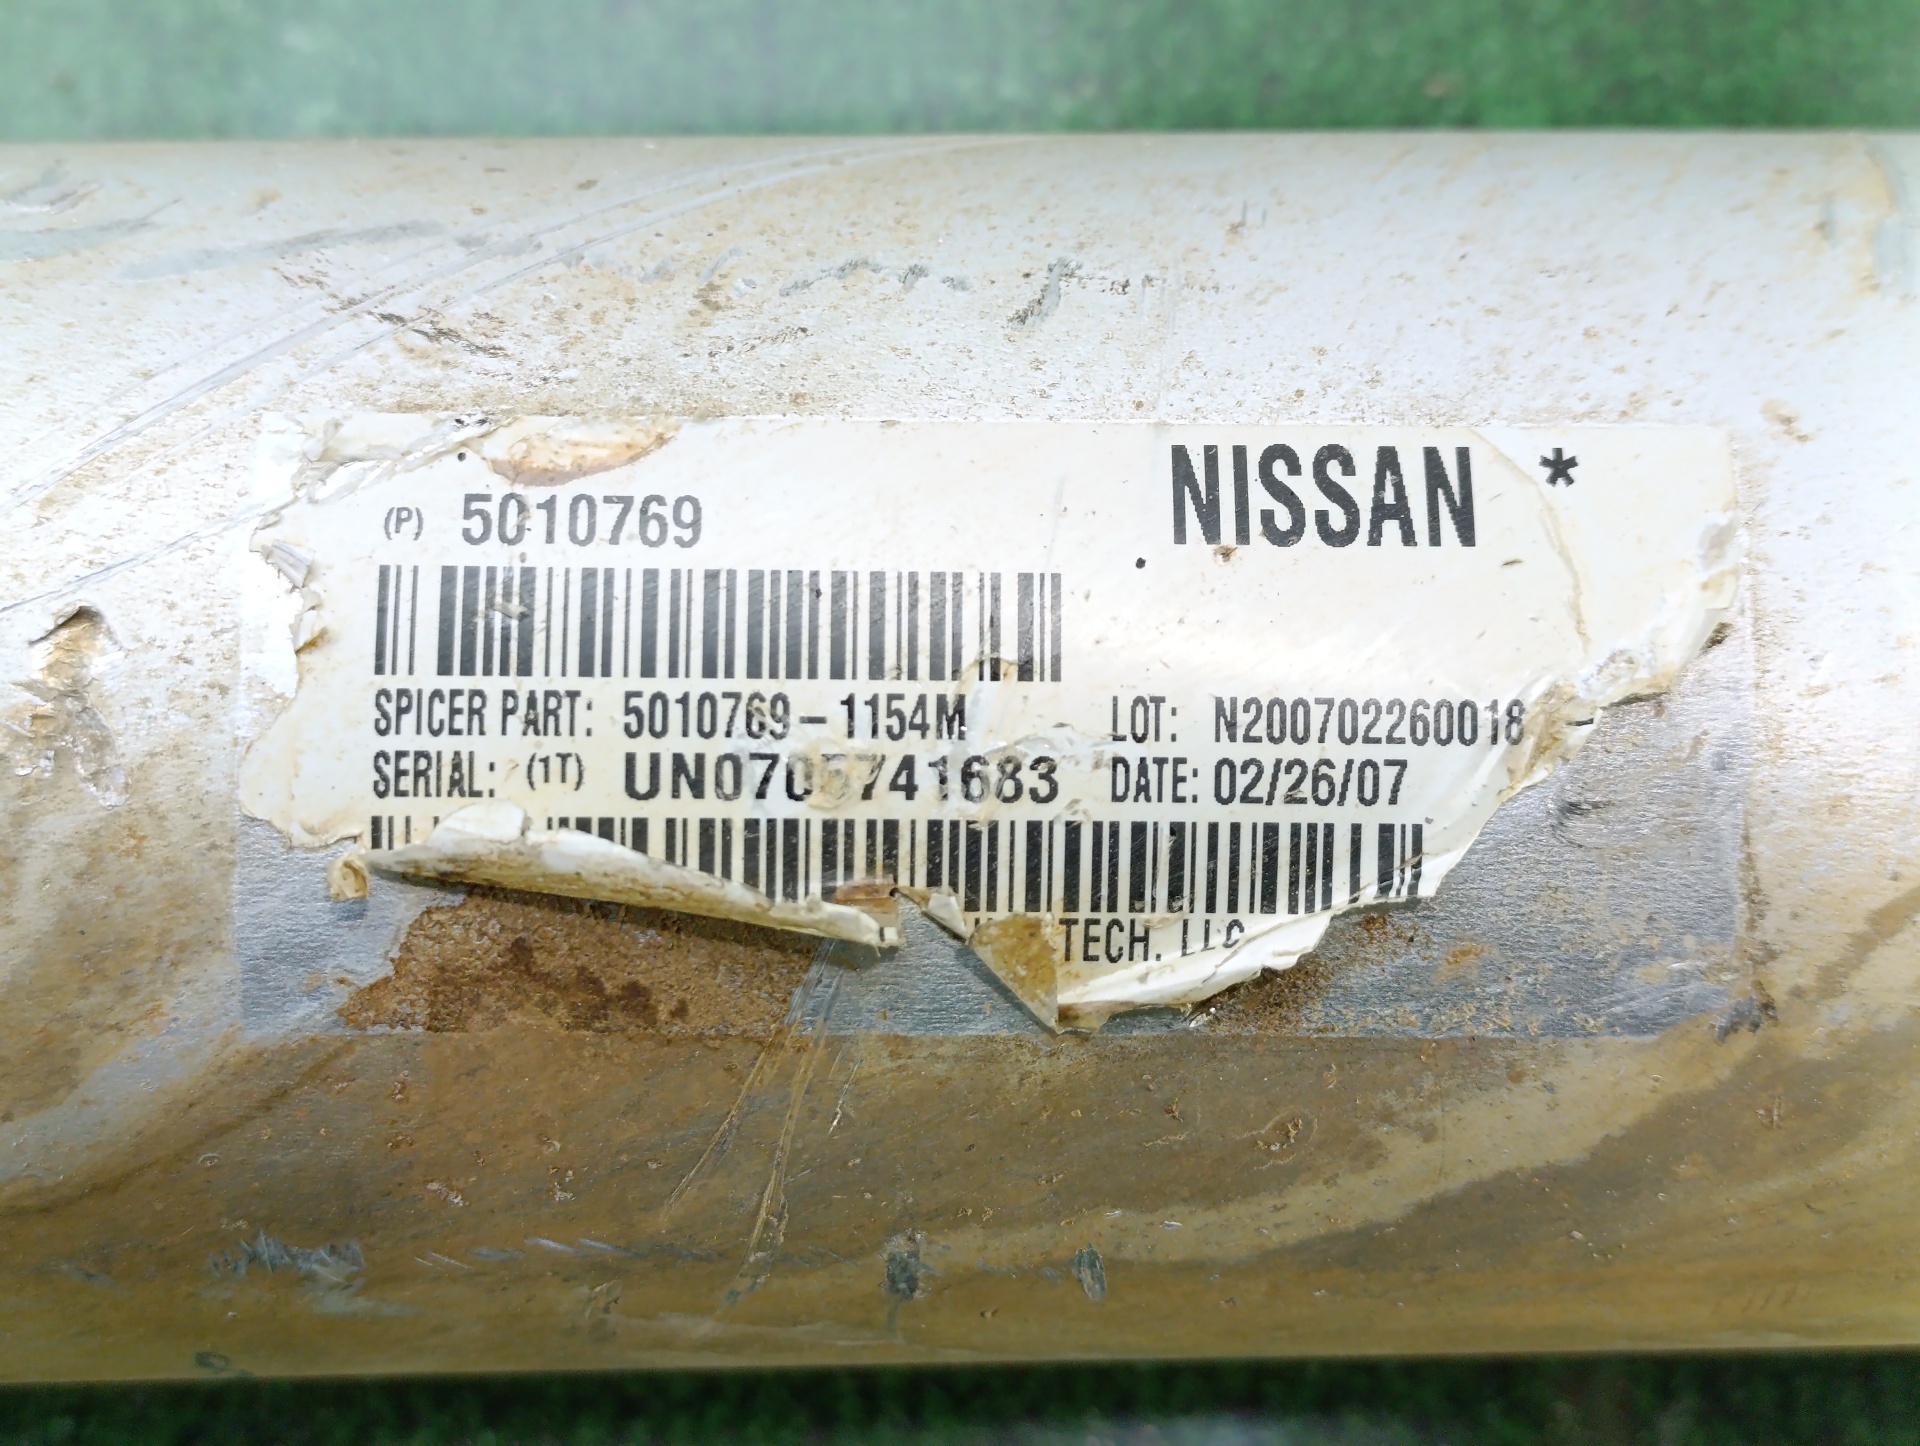 NISSAN *
(P) 5010769
SPICER PART: 5010769-1154M LOT: N200702260018
SERIAL: (1T) DATE: 02/26/07
TECH. LLC